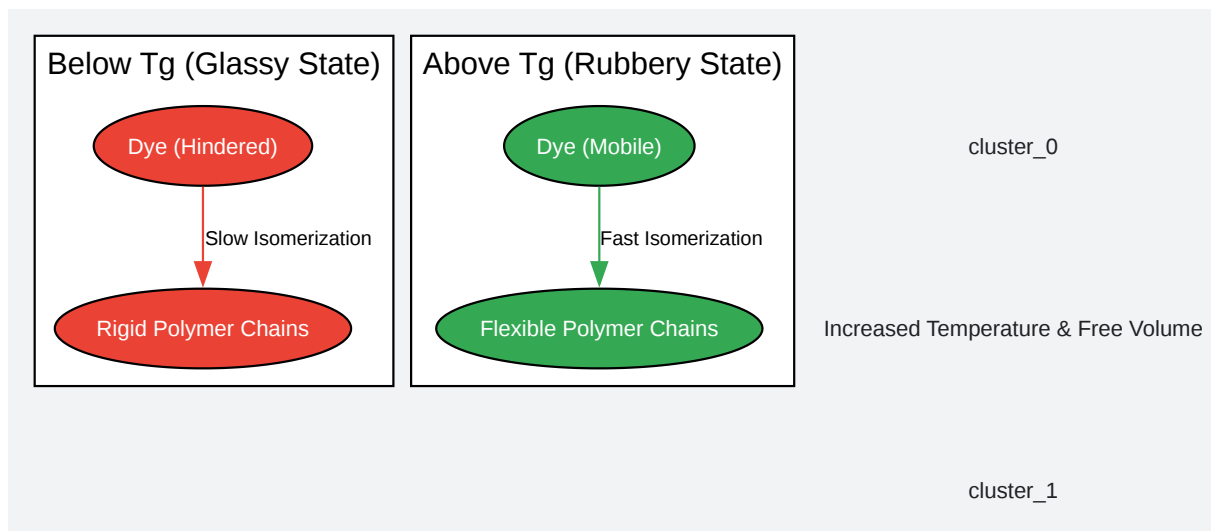 Below Tg (Glassy State)
Dye (Hindered)
Slow Isomerization
Rigid Polymer Chains
Above Tg (Rubbery State)
Dye (Mobile)
Fast Isomerization
Flexible Polymer Chains
cluster_0
Increased Temperature & Free Volume
cluster_1